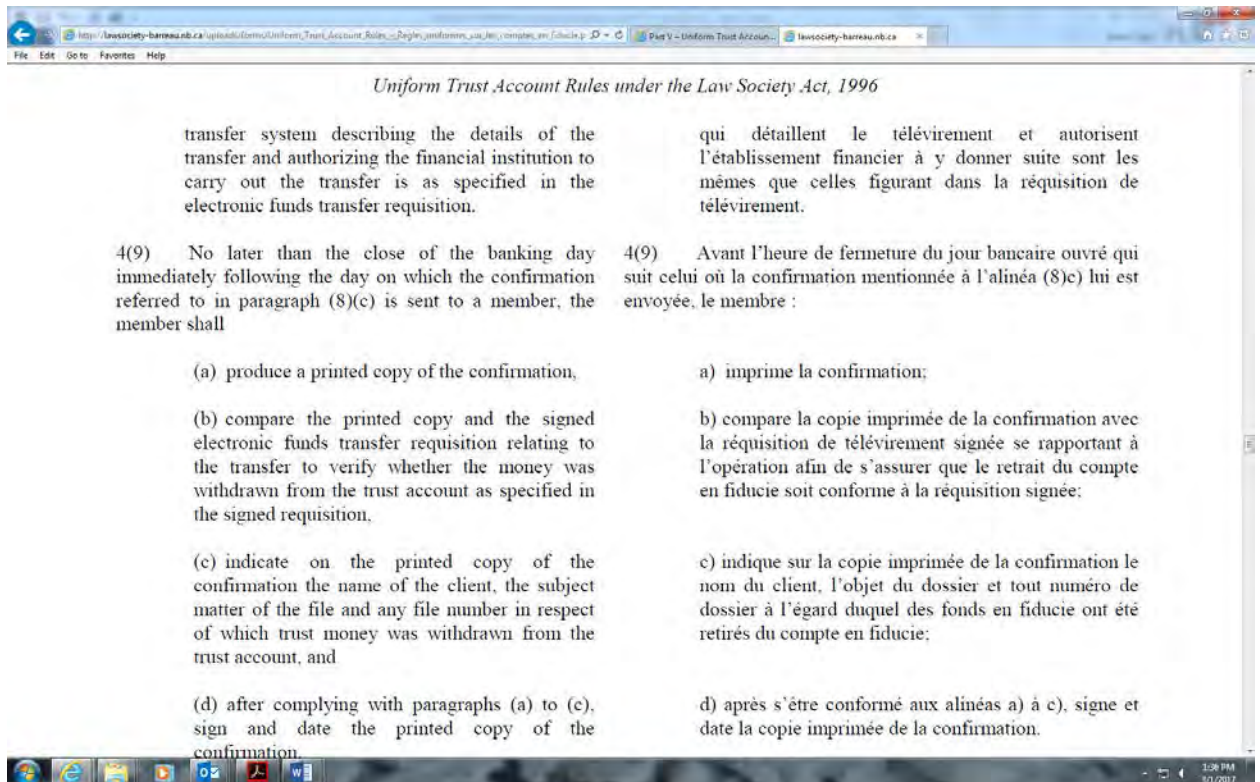 Part V – Uniform Trust Accoun...
lawsociety-barreau.nb.ca
File Edit Go to Favorites Help
Uniform Trust Account Rules under the Law Society Act, 1996
transfer system describing the details of the
transfer and authorizing the financial institution to
carry out the transfer is as specified in the
electronic funds transfer requisition.
4(9) No later than the close of the banking day
immediately following the day on which the confirmation
referred to in paragraph (8)(c) is sent to a member, the
member shall
(a) produce a printed copy of the confirmation,
(b) compare the printed copy and the signed
electronic funds transfer requisition relating to
the transfer to verify whether the money was
withdrawn from the trust account as specified in
the signed requisition,
(c) indicate on the printed copy of the
confirmation the name of the client, the subject
matter of the file and any file number in respect
of which trust money was withdrawn from the
trust account, and
(d) after complying with paragraphs (a) to (c),
sign and date the printed copy of the
confirmation.
qui détaillent le télévirement et autorisent
l'établissement financier à y donner suite sont les
mêmes que celles figurant dans la réquisition de
télévirement.
4(9) Avant l'heure de fermeture du jour bancaire ouvré qui
suit celui où la confirmation mentionnée à l'alinéa (8)c) lui est
envoyée, le membre :
a) imprime la confirmation;
b) compare la copie imprimée de la confirmation avec
la réquisition de télévirement signée se rapportant à
l'opération afin de s'assurer que le retrait du compte
en fiducie soit conforme à la réquisition signée;
c) indique sur la copie imprimée de la confirmation le
nom du client, l'objet du dossier et tout numéro de
dossier à l'égard duquel des fonds en fiducie ont été
retirés du compte en fiducie;
d) après s'être conformé aux alinéas a) à c), signe et
date la copie imprimée de la confirmation.
1:36 PM